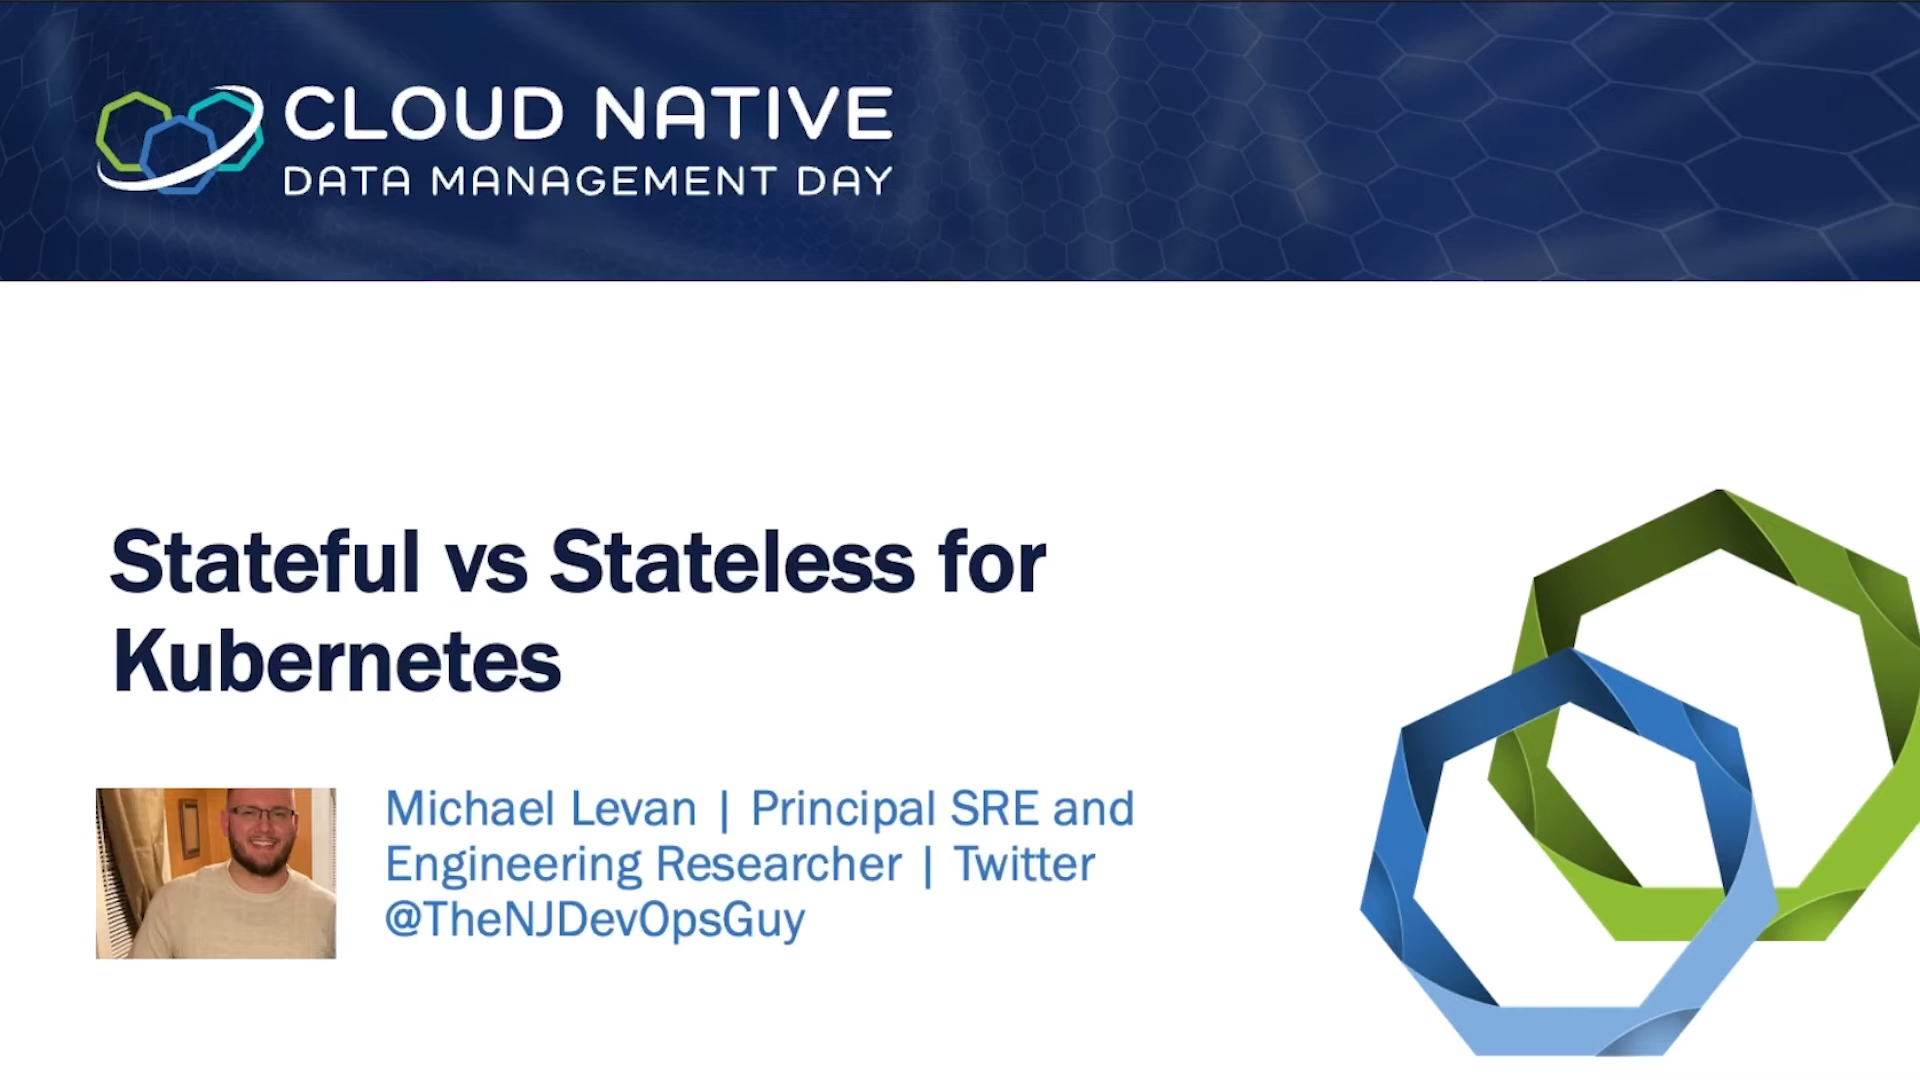 CLOUD NATIVE
DATA MANAGEMENT DAY
Stateful vs Stateless for
Kubernetes
Michael Levan | Principal SRE and
Engineering Researcher | Twitter
@TheNJDevOpsGuy